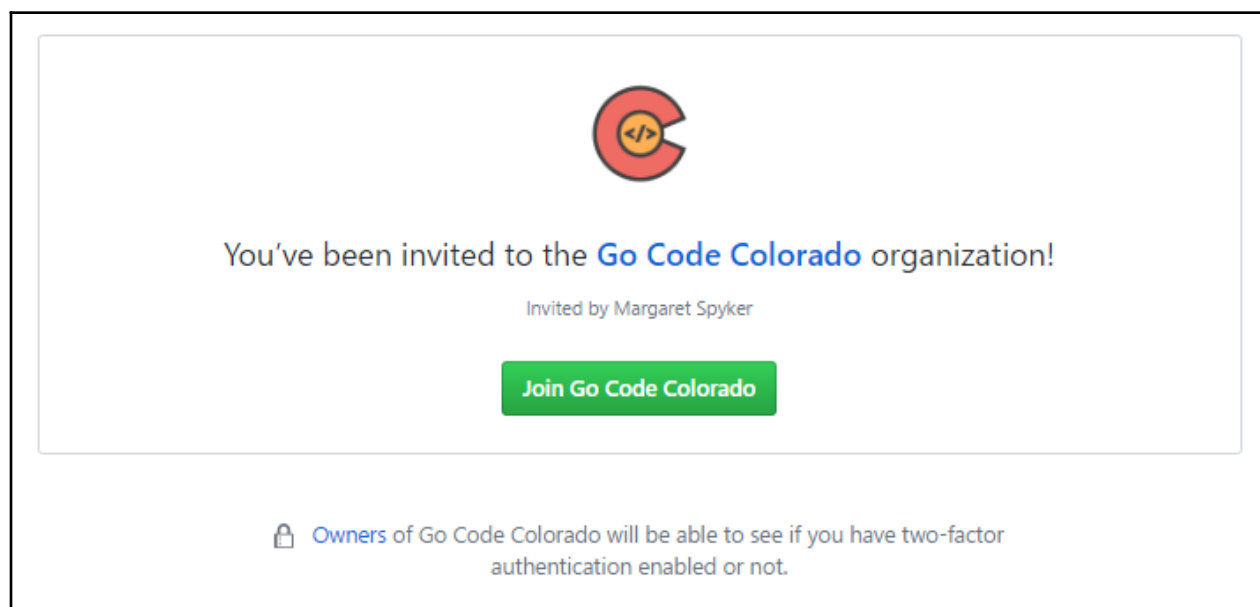 </>
You've been invited to the Go Code Colorado organization!
Invited by Margaret Spyker
Join Go Code Colorado
Owners of Go Code Colorado will be able to see if you have two-factor
authentication enabled or not.